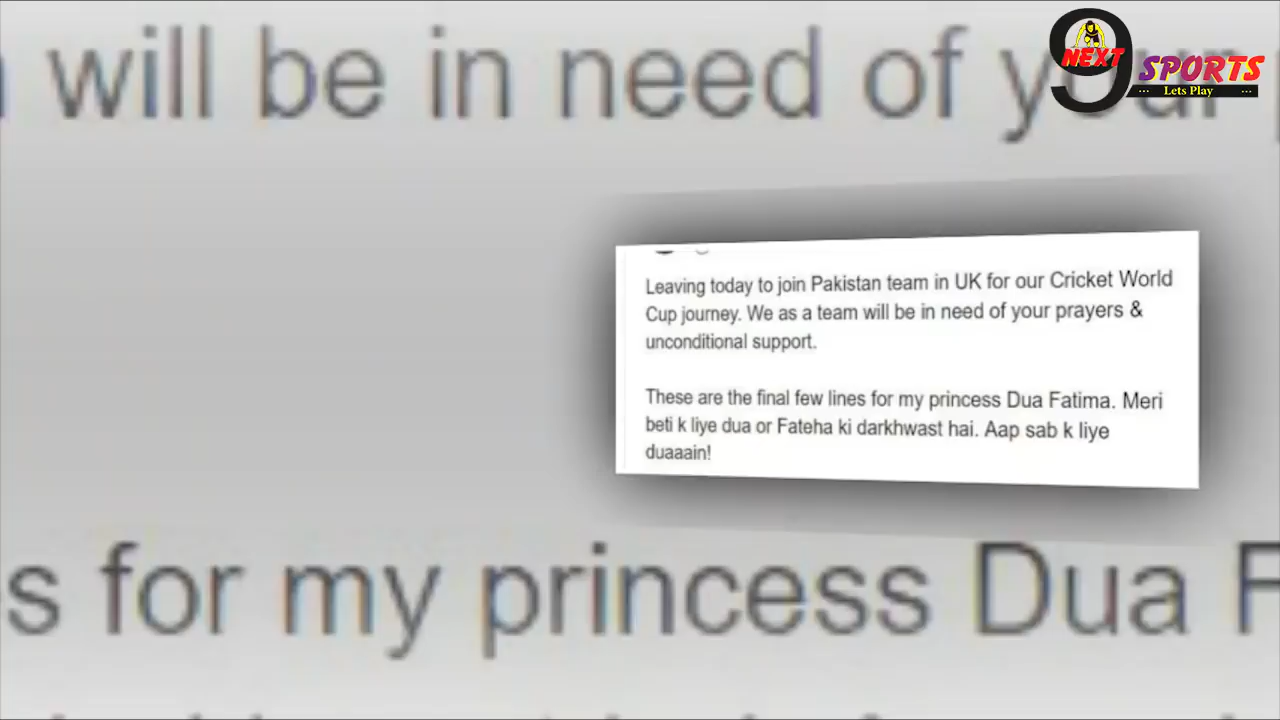 will be in need of your
9
NEXT
SPORTS
··· Lets Play ···
Leaving today to join Pakistan team in UK for our Cricket World
Cup journey. We as a team will be in need of your prayers &
unconditional support.
These are the final few lines for my princess Dua Fatima. Meri
beti k liye dua or Fateha ki darkhwast hai. Aap sab k liye
duaaain!
s for my princess Dua F